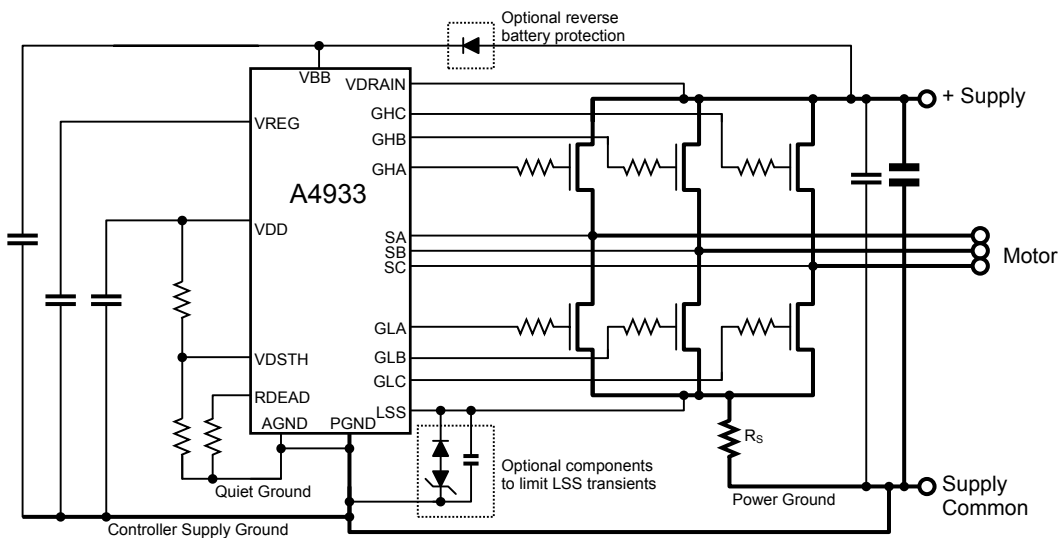 Optional reverse
battery protection
VBB
VDRAIN
+ Supply
GHC
VREG
GHB
GHA
A4933
VDD
SA
SB
SC
Motor
GLA
GLB
VDSTH
GLC
RDEAD
LSS
AGND
PGND
RS
Optional components
to limit LSS transients
Quiet Ground
Power Ground
Supply
Common
Controller Supply Ground